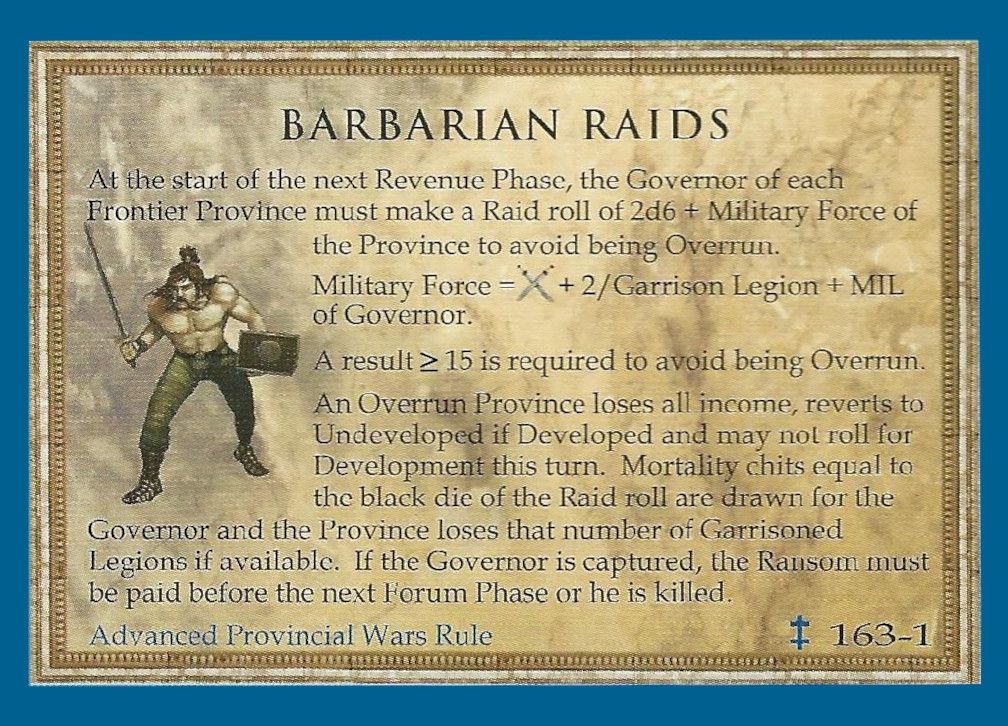 BARBARIAN RAIDS
At the start of the next Revenue Phase, the Governor of each
Frontier Province must make a Raid roll of 2d6 + Military Force of
the Province to avoid being Overrun.
Military Force = + 2/Garrison Legion + MIL
of Governor.
A result ≥ 15 is required to avoid being Overrun.
An Overrun Province loses all income, reverts to
Undeveloped if Developed and may not roll for
Development this turn. Mortality chits equal to
the black die of the Raid roll are drawn for the
Governor and the Province loses that number of Garrisoned
Legions if available. If the Governor is captured, the Ransom must
be paid before the next Forum Phase or he is killed.
Advanced Provincial Wars Rule
‡ 163-1